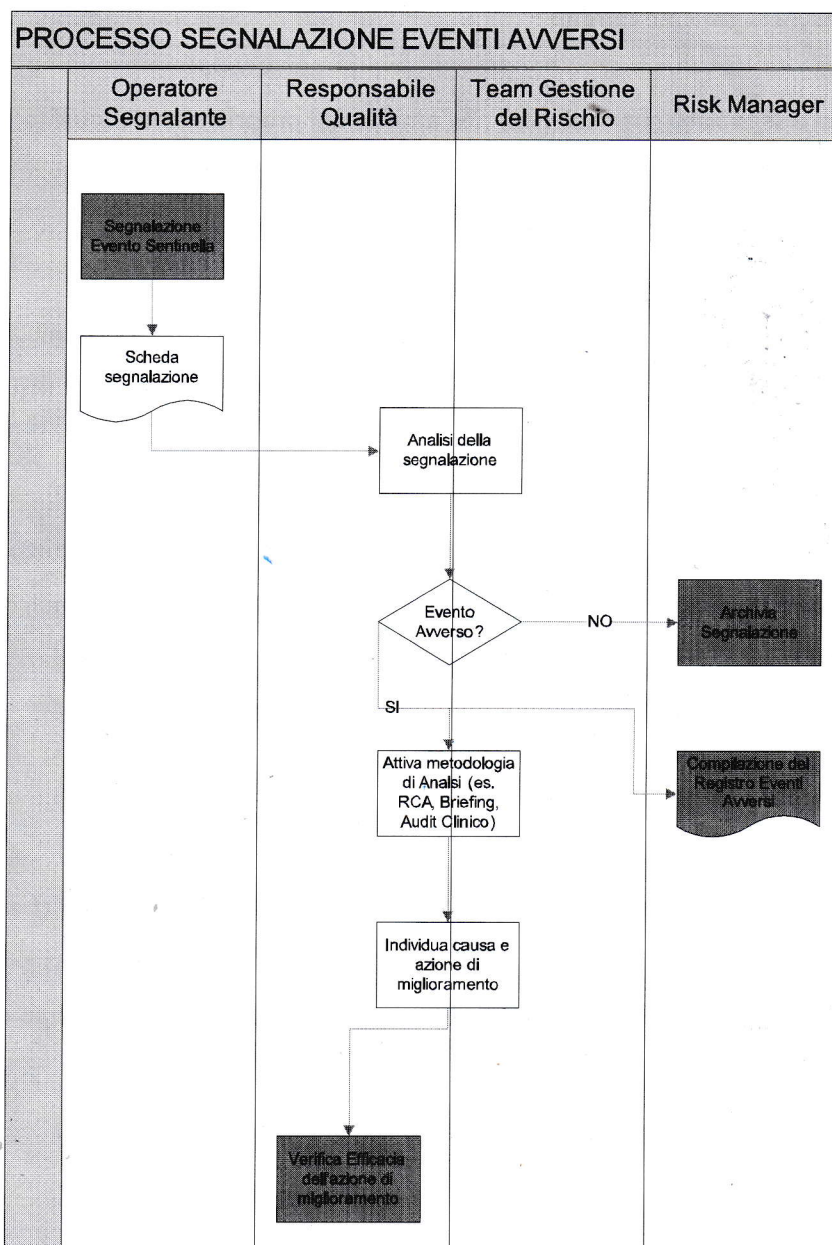 PROCESSO SEGNALAZIONE EVENTI AVVERSI
Operatore
Segnalante
Responsabile
Qualità
Team Gestione
del Rischio
Risk Manager
Segnalazione
Evento Sentinella
Scheda
segnalazione
Analisi della
segnalazione
Evento
Avverso?
NO
Archivia
Segnalazione
SI
Attiva metodologia
di Analsi (es.
RCA, Briefing,
Audit Clinico)
Compilazione del
Registro Eventi
Avversi
Individua causa e
azione di
miglioramento
Verifica Efficacia
dell'azione di
miglioramento